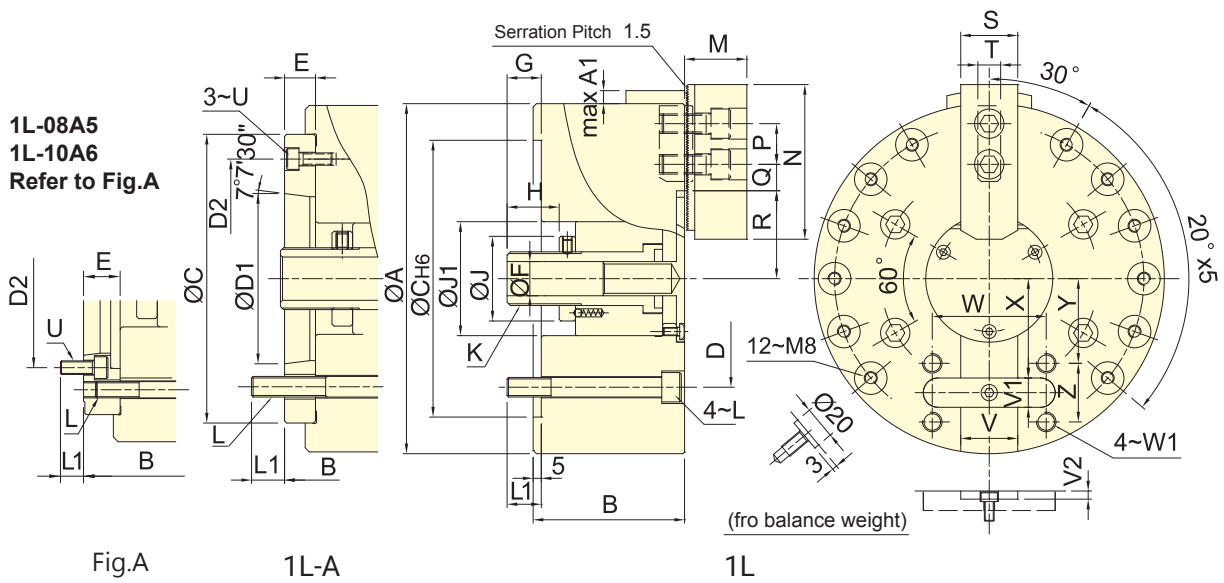 1L-08A5
1L-10A6
Refer to Fig.A
D2
E
U
L
L1
B
Fig.A
E
3~U
7°7'30"
D2
ØC
ØD1
L
L1
B
1L-A
Serration Pitch 1.5
G
max A1
M
H
P
Q
N
R
ØA
ØCH6
ØJ1
ØJ
ØF
K
D
4~L
5
L1
B
1L
S
T
30°
20° x5
60°
W
X
Y
12~M8
V1
Z
Ø20
3
V
4~W1
V2
(fro balance weight)